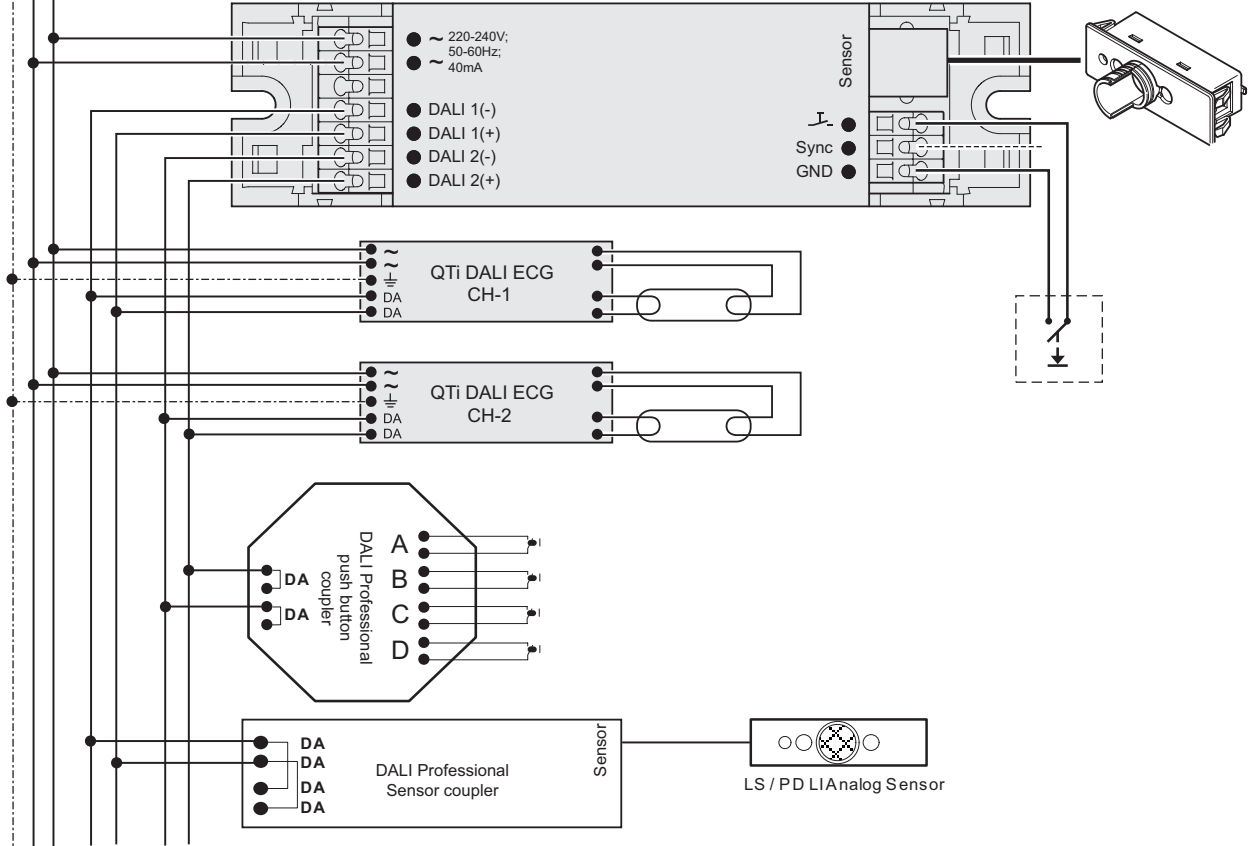 ~ 220-240V;
50-60Hz;
~ 40mA
DALI 1(-)
DALI 1(+)
DALI 2(-)
DALI 2(+)
Sensor
Sync
GND
~
~
DA
DA
QTi DALI ECG
CH-1
~
~
DA
DA
QTi DALI ECG
CH-2
DA
DA
DALI Professional
push button
coupler
A
B
C
D
DA
DA
DA
DA
DALI Professional
Sensor coupler
Sensor
LS / PD LI Analog Sensor